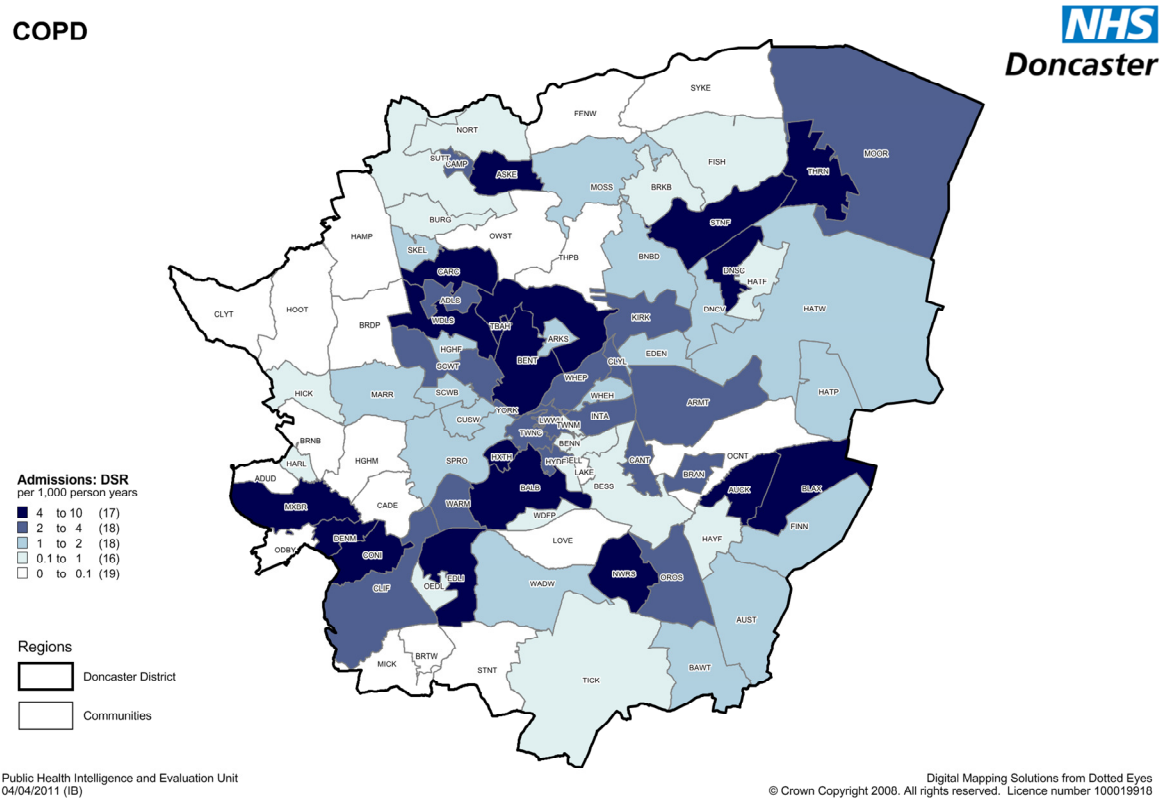 COPD
NHS
Doncaster
SYKE
FENW
NORT
MOOR
SUTT
CAMP
FISH
ASKE
THRN
MOSS
BRKB
BURG
STNF
HAMP
OWST
SKEL
THPB
BNBD
CARC
DNSC
HATF
ADLS
CLYT
HOOT
DNCV
HATW
KIRK
WDLS
BRDP
TBAH
ARKS
HGHF
EDEN
BENT
CLYL
SCWT
WHEP
HICK
MARR
SCWB
WHEH
HATP
ARMT
YORK
INTA
CUSW
LWWH
TWNM
TWNC
BRNB
BENN
HXTH
OCNT
HARL
HGHM
SPRO
HYDE
CANT
LAKE
BRAN
ADUD
BESS
BALB
AUCK
BLAX
CADE
WARM
MXBR
WDFP
FINN
DENM
LOVE
HAYF
ODBY
CONI
NWRS
OROS
EDLI
OEDL
WADW
CLIF
AUST
BRTW
MICK
STNT
BAWT
TICK
Admissions: DSR
per 1,000 person years
4 to 10 (17)
2 to 4 (18)
1 to 2 (18)
0.1 to 1 (16)
0 to 0.1 (19)
Regions
Doncaster District
Communities
Public Health Intelligence and Evaluation Unit
04/04/2011 (IB)
Digital Mapping Solutions from Dotted Eyes
© Crown Copyright 2008. All rights reserved. Licence number 100019918